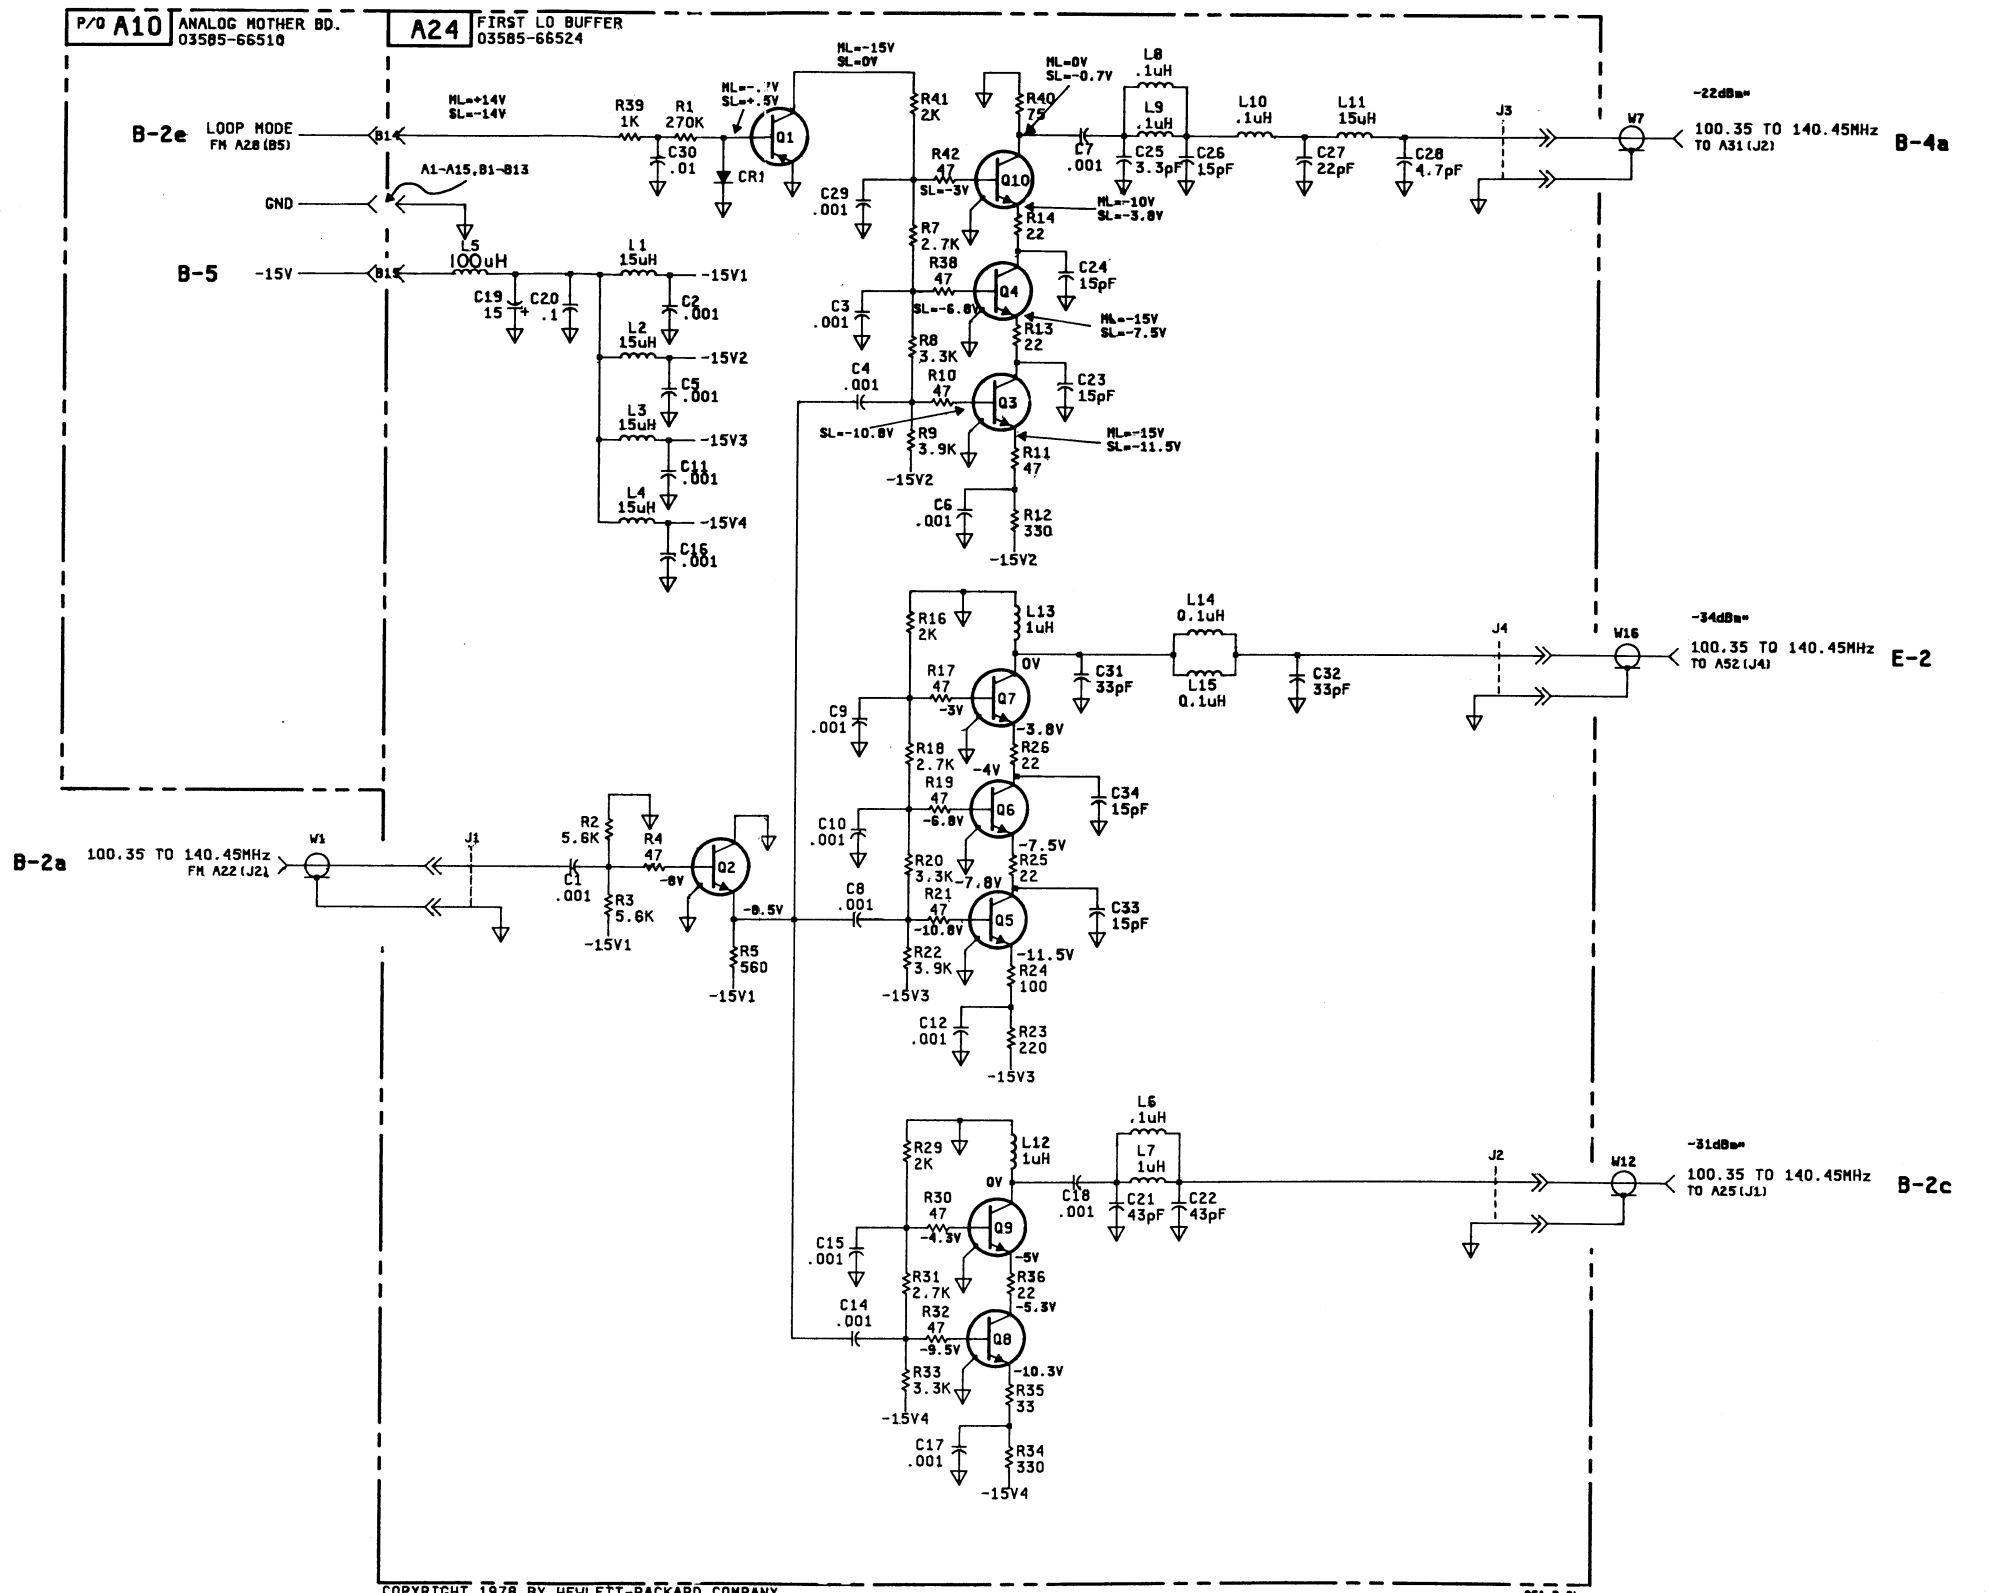 P/O A10 ANALOG MOTHER BD.
03585-66510
A24 FIRST LO BUFFER
03585-66524
B-2e
LOOP MODE
FM A28(B5)
B14
ML=+14V
SL=-14V
R39
1K
R1
270K
C30
.01
CR1
SL=+.5V
Q1
ML=-15V
SL=0V
A1-A15,B1-B13
GND
B-5
-15V
B15
L5
100uH
C19
15
+
C20
.1
L1
15uH
-15V1
C2
.001
L2
15uH
-15V2
C5
.001
L3
15uH
-15V3
C11
.001
L4
15uH
-15V4
C16
.001
R41
2K
R40
75
ML=0V
SL=-0.7V
R42
47
SL=-3V
Q10
C29
.001
ML=-10V
SL=-3.8V
R14
22
R7
2.7K
R38
47
SL=-6.8V
Q4
C24
15pF
C3
.001
ML=-15V
SL=-7.5V
R13
22
R8
3.3K
C4
.001
R10
47
Q3
C23
15pF
SL=-10.8V
ML=-15V
SL=-11.5V
R9
3.9K
-15V2
R11
47
C6
.001
R12
330
-15V2
C7
.001
L8
.1uH
L9
.1uH
C25
3.3pF
C26
15pF
L10
.1uH
C27
22pF
L11
15uH
C28
4.7pF
J3
W7
-22dBm*
100.35 TO 140.45MHz
TO A31(J2)
B-4a
R16
2K
L13
1uH
0V
R17
47
-3V
Q7
C9
.001
-3.8V
R26
22
R18
2.7K
-4V
R19
47
-6.8V
Q6
C34
15pF
C10
.001
-7.5V
R25
22
R20
3.3K
-7.8V
C8
.001
R21
47
-10.8V
Q5
C33
15pF
-11.5V
R22
3.9K
-15V3
R24
100
C12
.001
R23
220
-15V3
C31
33pF
L14
0.1uH
L15
0.1uH
C32
33pF
J4
W16
-34dBm*
100.35 TO 140.45MHz
TO A52(J4)
E-2
B-2a
100.35 TO 140.45MHz
FM A22(J2)
W1
J1
C1
.001
R2
5.6K
R4
47
-8V
R3
5.6K
-15V1
Q2
-8.5V
R5
560
-15V1
R29
2K
L12
1uH
0V
R30
47
-4.3V
Q9
C15
.001
-5V
R36
22
-5.3V
R31
2.7K
C14
.001
R32
47
-9.5V
Q8
-10.3V
R33
3.3K
-15V4
R35
33
C17
.001
R34
330
-15V4
C18
.001
L6
.1uH
L7
1uH
C21
43pF
C22
43pF
J2
W12
-31dBm*
100.35 TO 140.45MHz
TO A25(J1)
B-2c
COPYRIGHT 1978 BY HEWLETT-PACKARD COMPANY